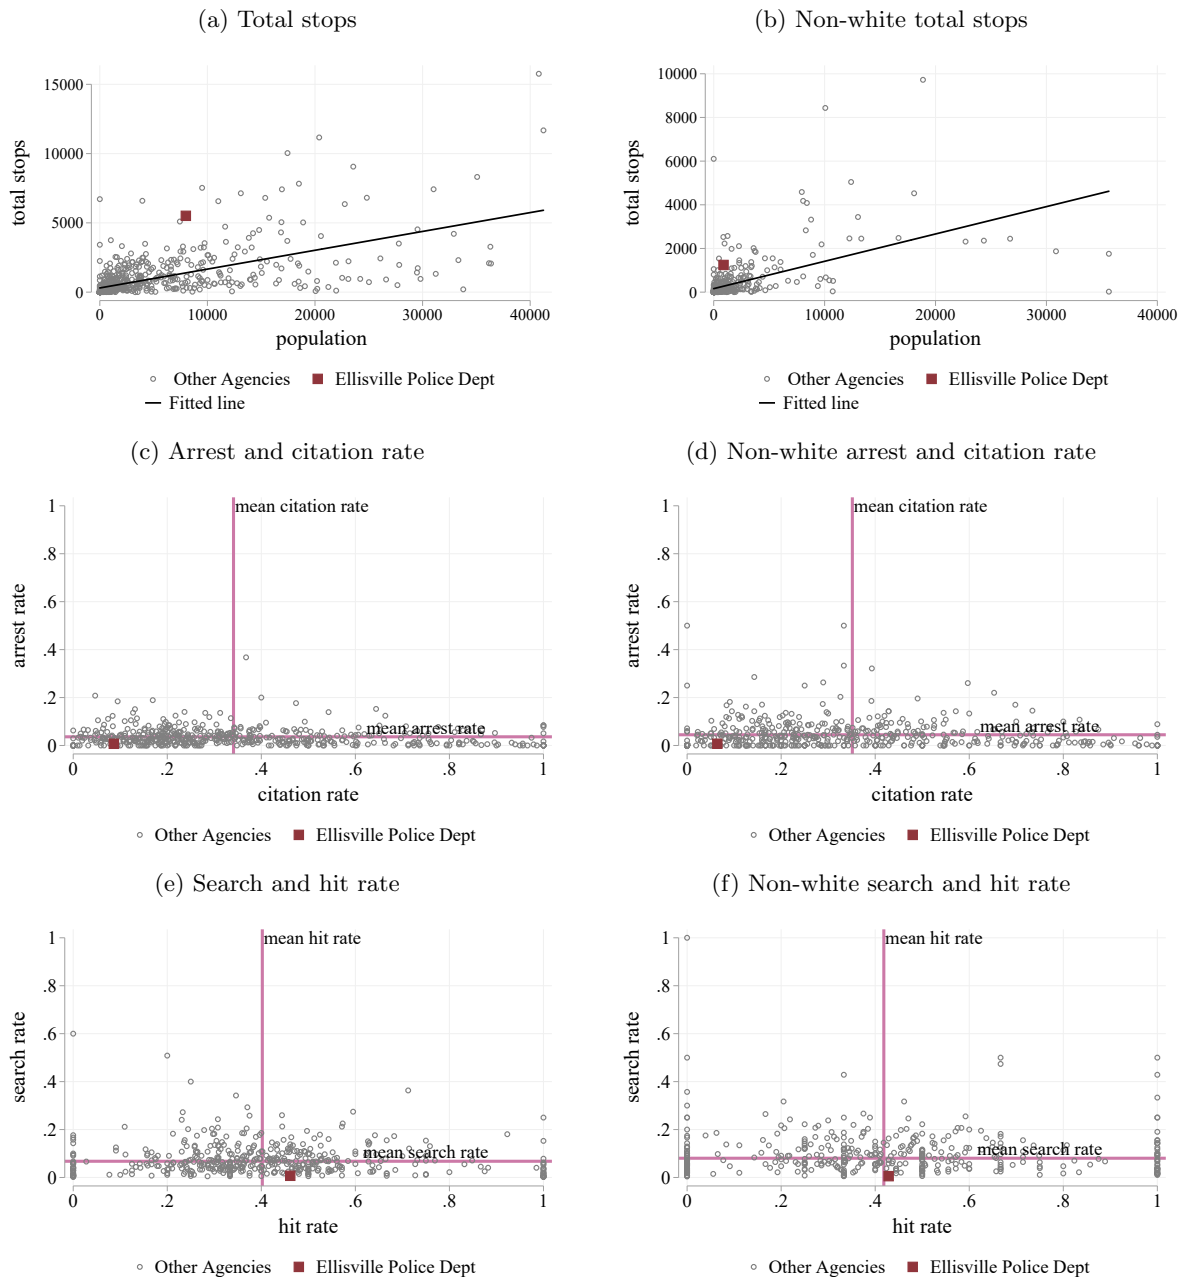 (a) Total stops
total stops
15000
10000
5000
0
0 10000 20000 30000 40000
population
Other Agencies Ellisville Police Dept
Fitted line
(b) Non-white total stops
total stops
10000
8000
6000
4000
2000
0
0 10000 20000 30000 40000
population
Other Agencies Ellisville Police Dept
Fitted line
(c) Arrest and citation rate
arrest rate
1
.8
.6
.4
.2
0
mean citation rate
mean arrest rate
0 .2 .4 .6 .8 1
citation rate
Other Agencies Ellisville Police Dept
(d) Non-white arrest and citation rate
arrest rate
1
.8
.6
.4
.2
0
mean citation rate
mean arrest rate
0 .2 .4 .6 .8 1
citation rate
Other Agencies Ellisville Police Dept
(e) Search and hit rate
search rate
1
.8
.6
.4
.2
0
mean hit rate
mean search rate
0 .2 .4 .6 .8 1
hit rate
Other Agencies Ellisville Police Dept
(f) Non-white search and hit rate
search rate
1
.8
.6
.4
.2
0
mean hit rate
mean search rate
0 .2 .4 .6 .8 1
hit rate
Other Agencies Ellisville Police Dept